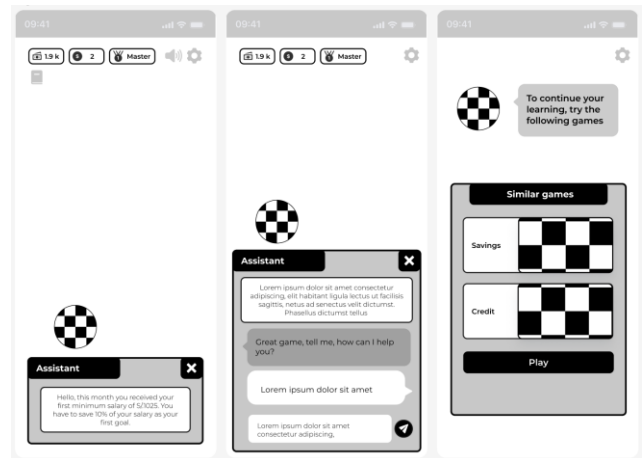 09:41
1.9 k 2 Master
Assistant
Hello, this month you received your
first minimum salary of S/1025. You
have to save 10% of your salary as your
first goal.
09:41
1.9 k 2 Master
Assistant
Lorem ipsum dolor sit amet consectetur
adipiscing, elit habitant ligula lectus ut facilisis
sagittis, netus ad senectus velit dictumst.
Phasellus dictumst tellus
Great game, tell me, how can I help
you?
Lorem ipsum dolor sit amet
Lorem ipsum dolor sit amet
consectetur adipiscing,
09:41
To continue your
learning, try the
following games
Similar games
Savings
Credit
Play